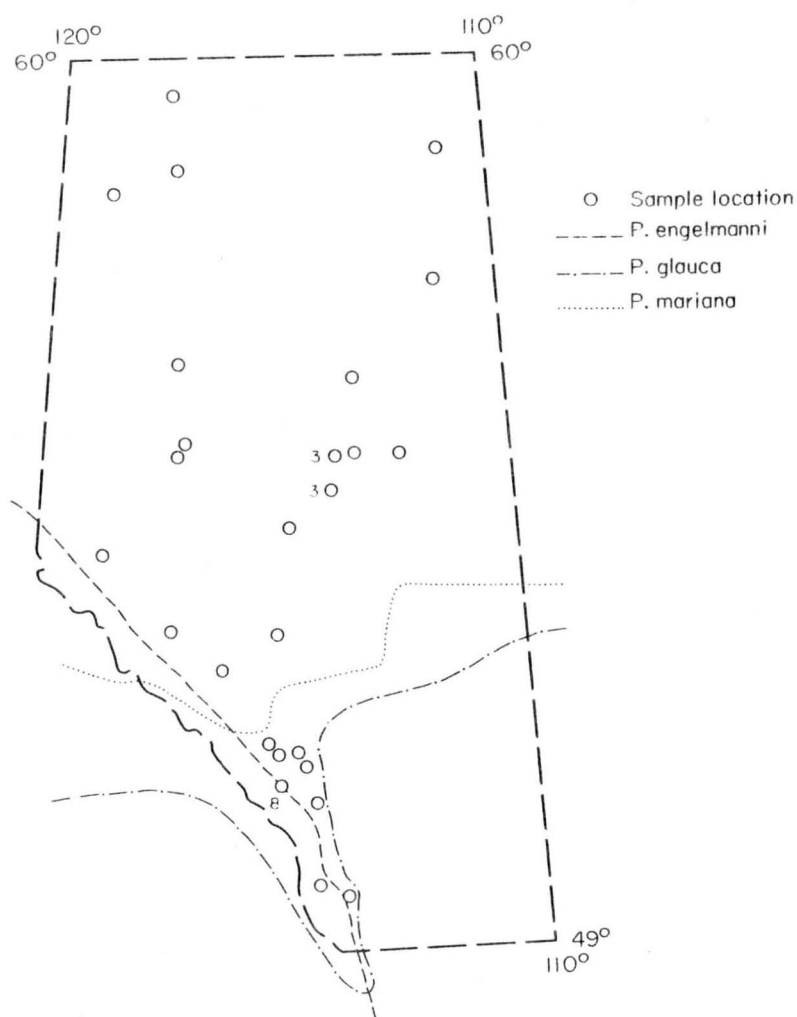 120°
110°
60°
60°
Sample location
P. engelmanni
P. glauca
P. mariana
3
3
8
49°
110°